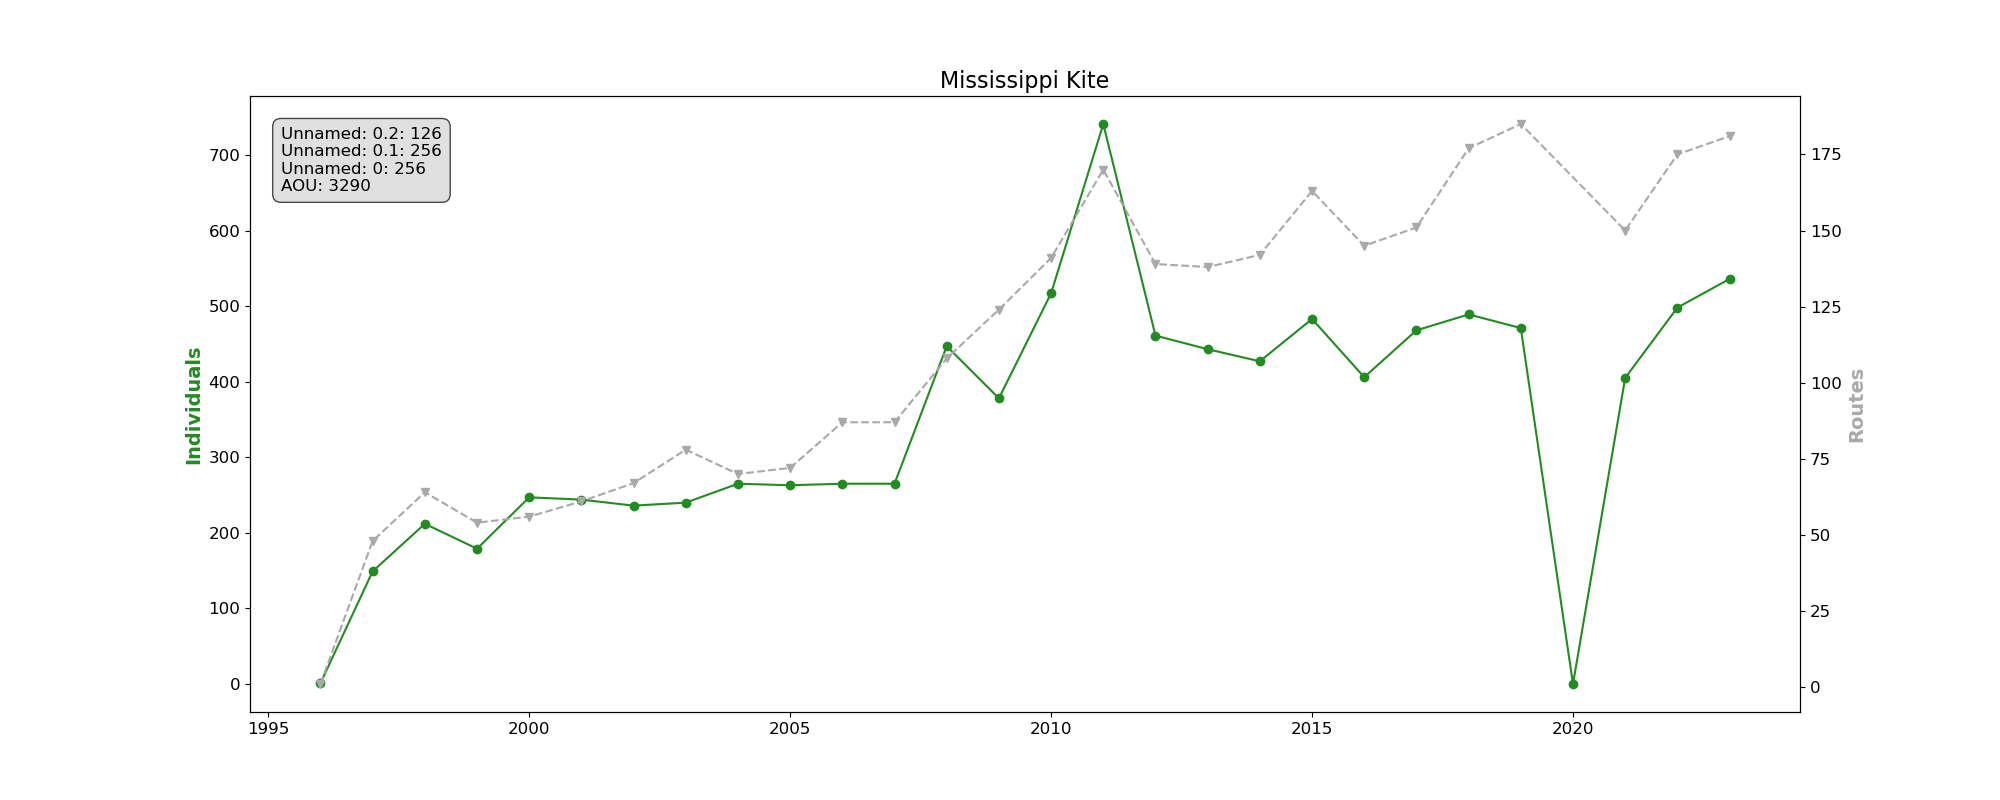 Mississippi Kite
Unnamed: 0.2: 126
Unnamed: 0.1: 256
Unnamed: 0: 256
AOU: 3290
Individuals
700
600
500
400
300
200
100
0
175
150
125
100
75
50
25
0
Routes
1995 2000 2005 2010 2015 2020